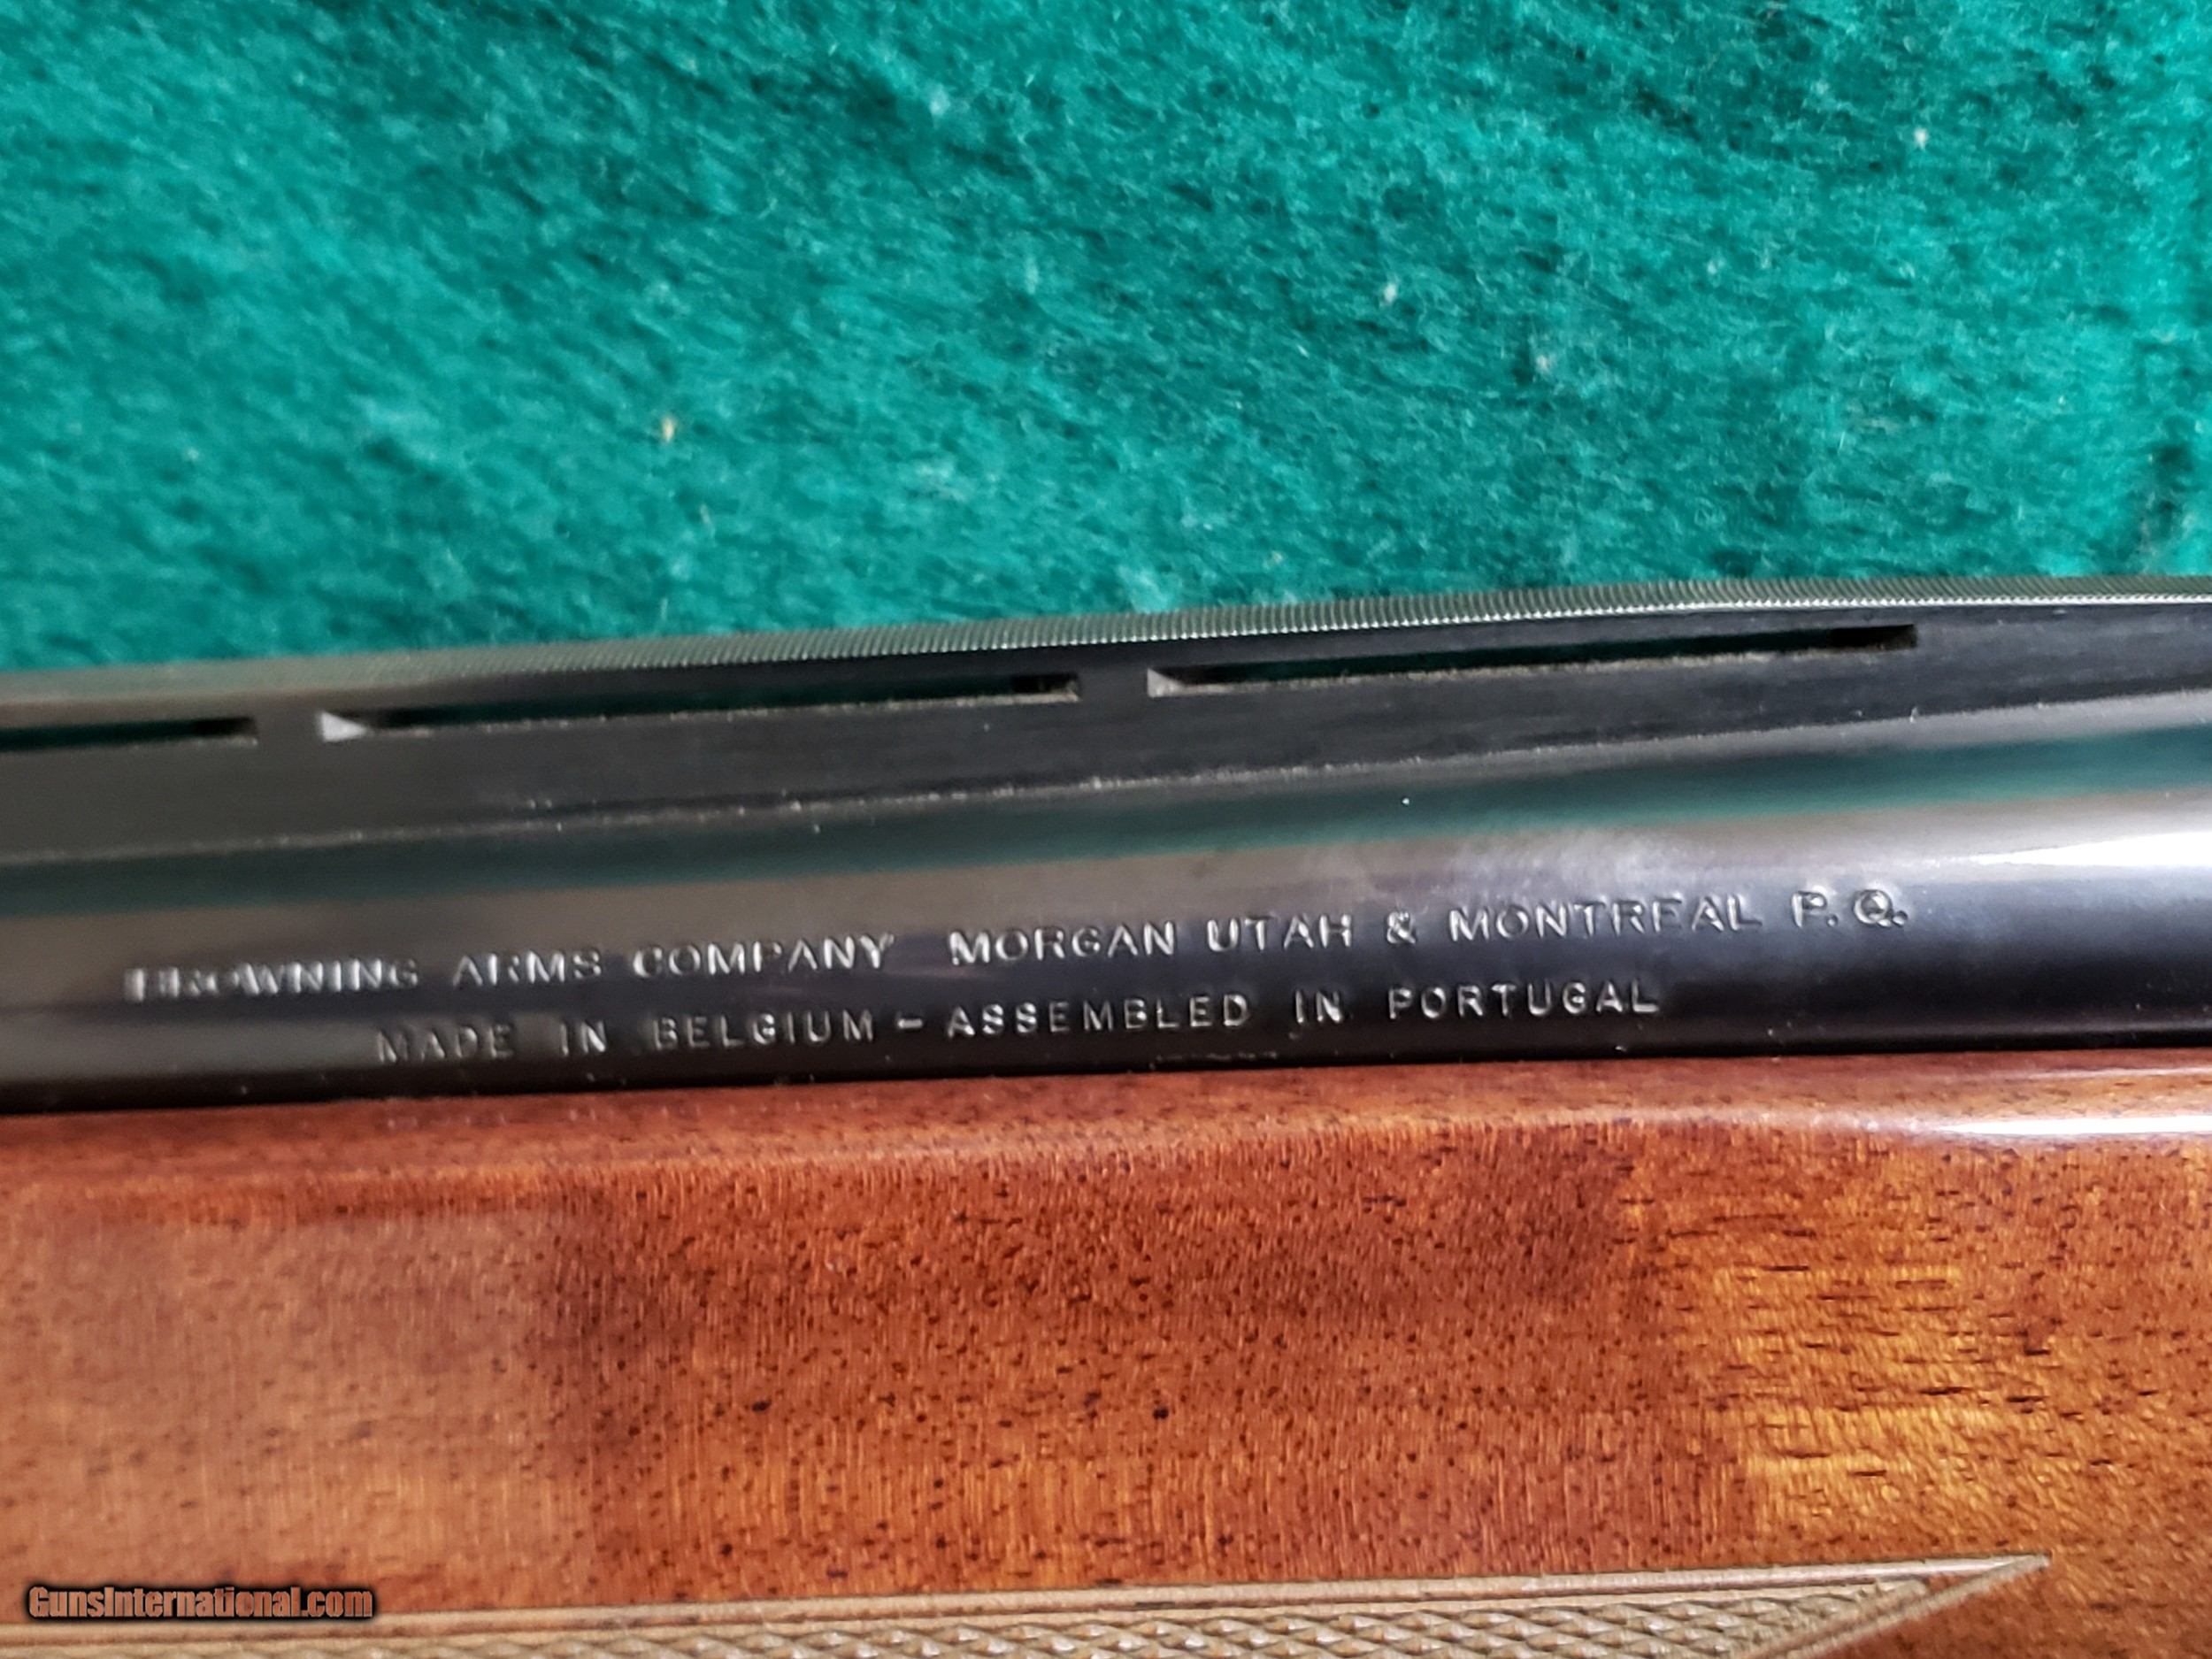 BROWNING ARMS COMPANY MORGAN UTAH & MONTREAL P. Q.
MADE IN BELGIUM - ASSEMBLED IN PORTUGAL
GunsInternational.com